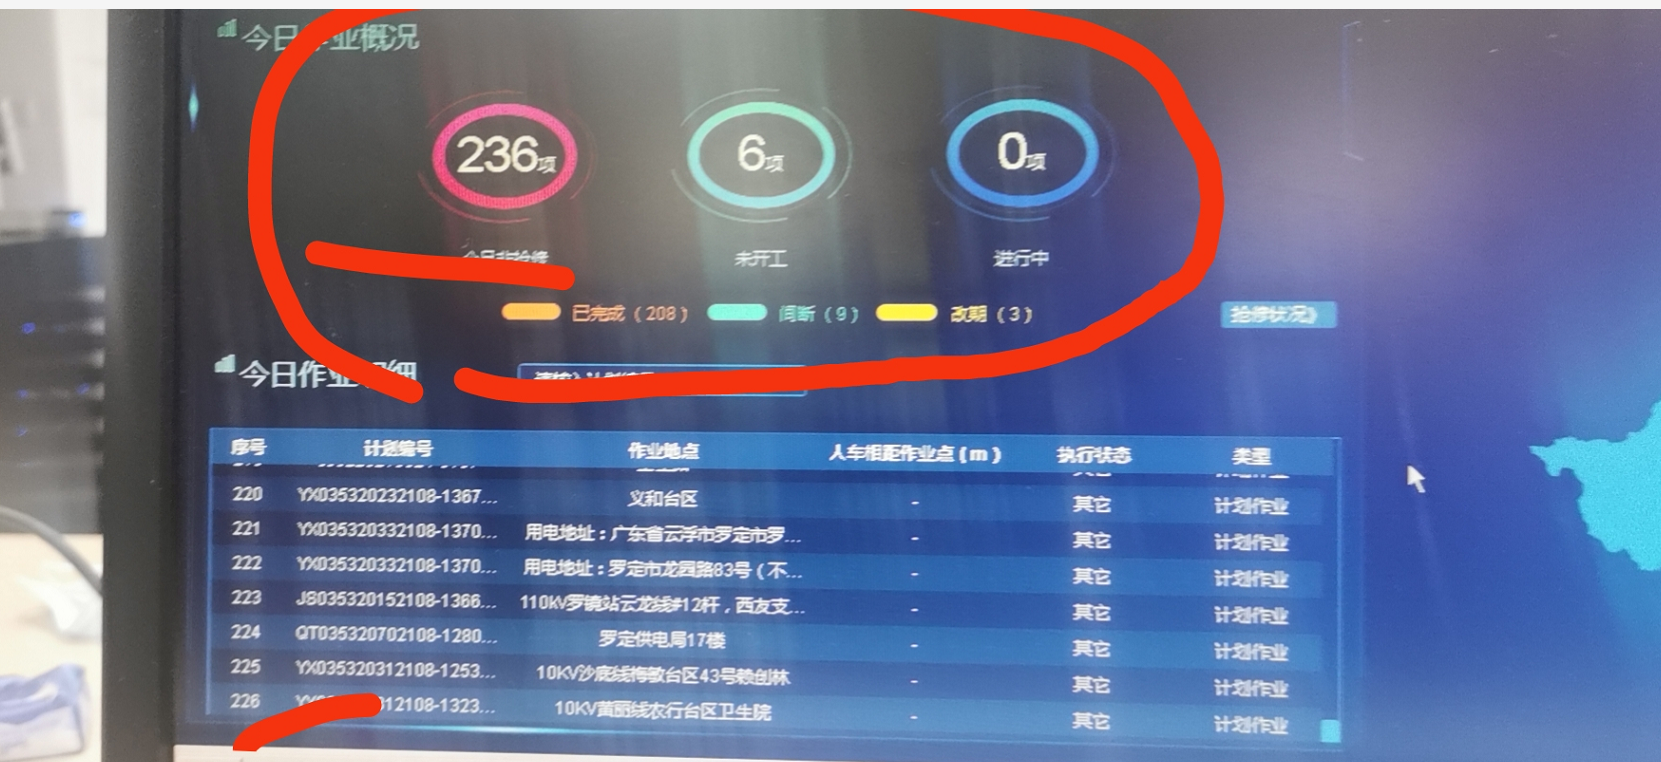 今日作业概况
236项 6项 0项
今日非抢修 未开工 进行中
已完成（208） 间断（9） 改期（3）
抢修状况》
今日作业明细
序号 计划编号 作业地点 人车相距作业点(m) 执行状态 类型
220 YX035320232108-1367... 义和台区 - 其它 计划作业
221 YX035320332108-1370... 用电地址：广东省云浮市罗定市罗... - 其它 计划作业
222 YX035320332108-1370... 用电地址：罗定市龙园路83号（不... - 其它 计划作业
223 JB035320152108-1366... 110kV罗镜站云龙线#12杆，西友支... - 其它 计划作业
224 QT035320702108-1280... 罗定供电局17楼 - 其它 计划作业
225 YX035320312108-1253... 10KV沙底线梅敏台区43号赖创林 - 其它 计划作业
226 12108-1323... 10KV黄丽线农行台区卫生院 - 其它 计划作业